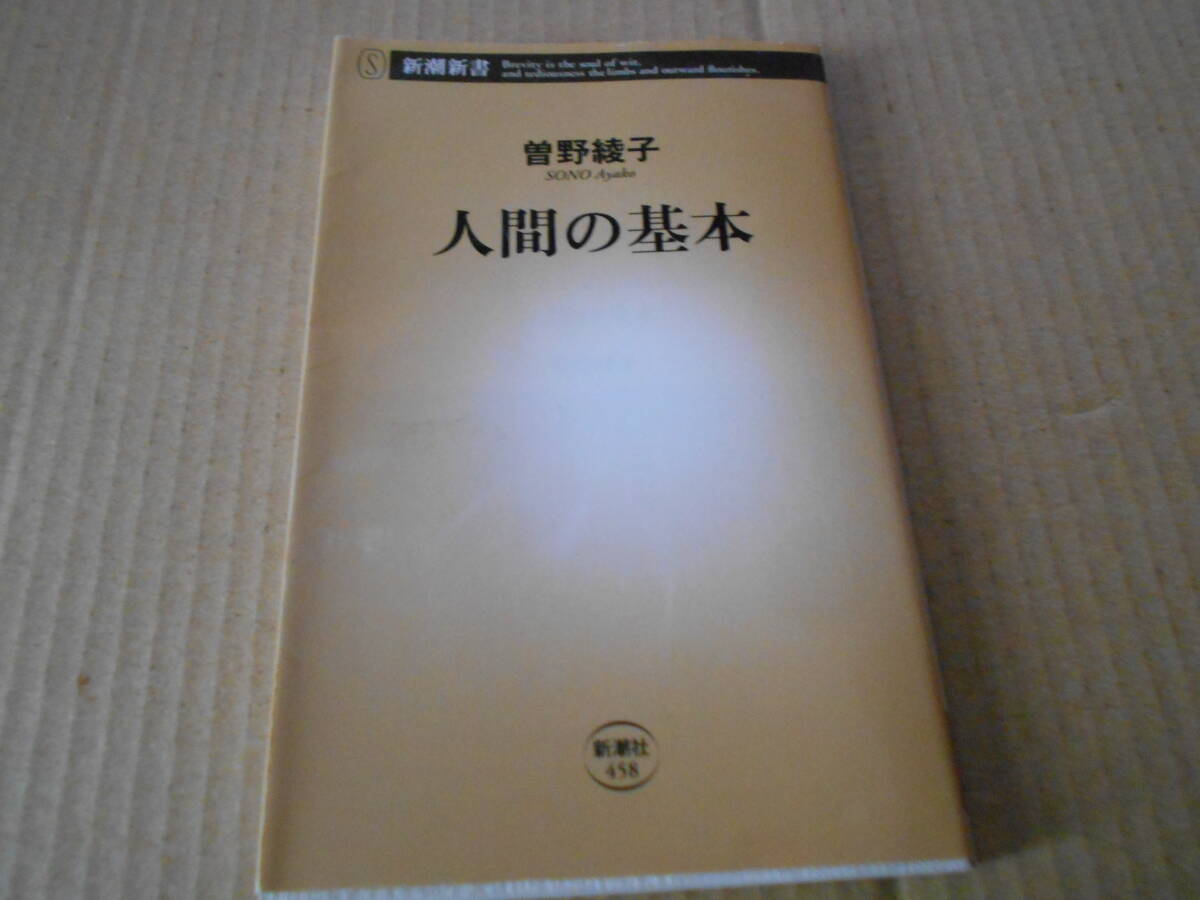 S 新潮新書 Brevity is the soul of wit,
and tediousness the limbs and outward flourishes.
曽野綾子
SONO Ayako
人間の基本
新潮社
458